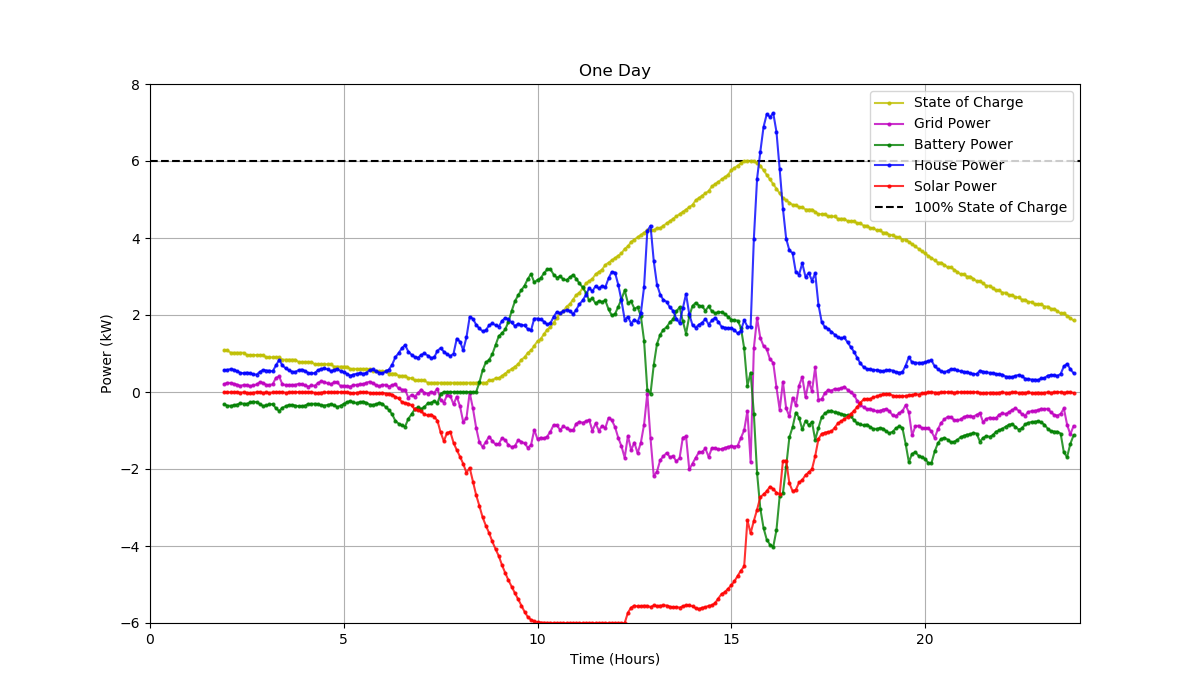 One Day
8
6
4
2
0
−2
−4
−6
Power (kW)
0 5 10 15 20
Time (Hours)
State of Charge
Grid Power
Battery Power
House Power
Solar Power
100% State of Charge